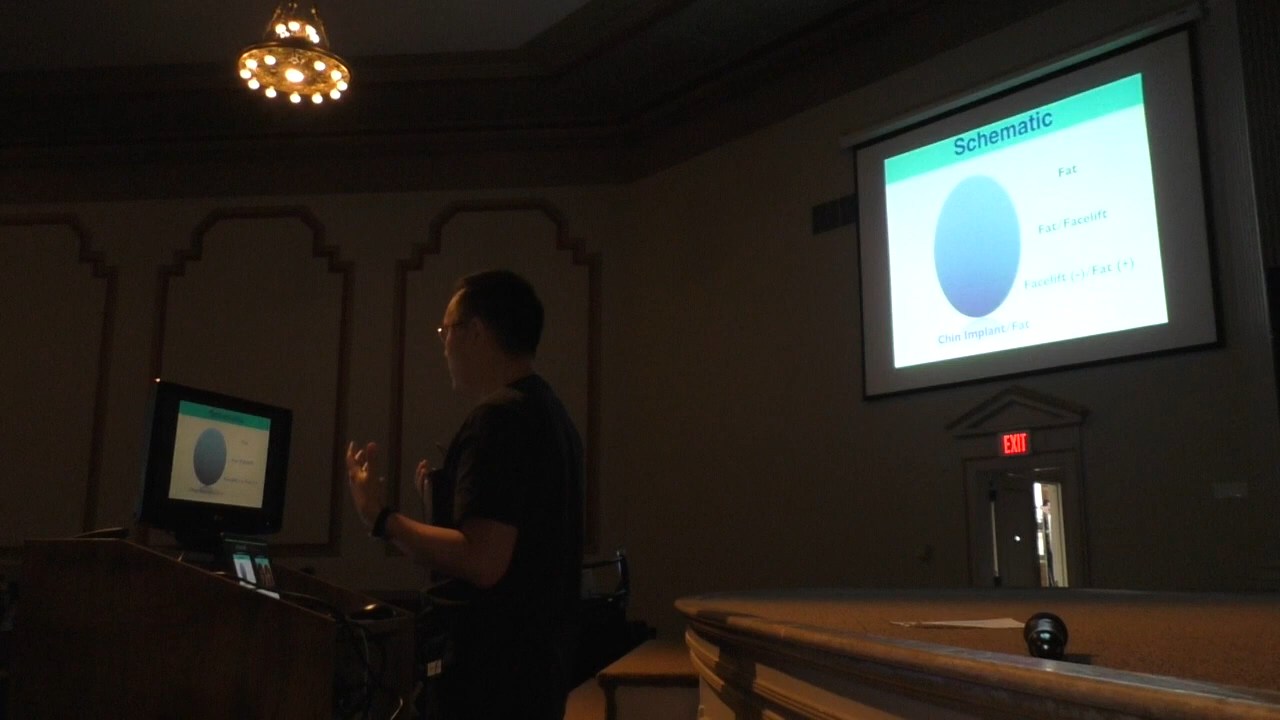 Schematic
Fat
Fat/Facelift
Facelift (-)/Fat (+)
Chin Implant/Fat
EXIT